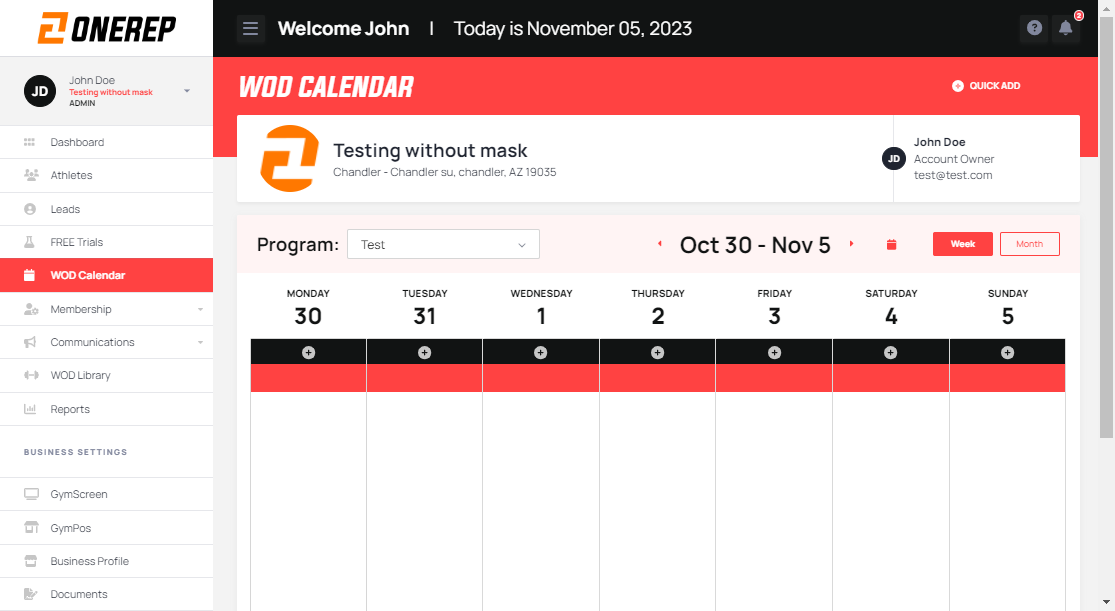 ONEREP
Welcome John | Today is November 05, 2023
2
JD
John Doe
Testing without mask
ADMIN
Dashboard
Athletes
Leads
FREE Trials
WOD Calendar
Membership
Communications
WOD Library
Reports
BUSINESS SETTINGS
GymScreen
GymPos
Business Profile
Documents
WOD CALENDAR
QUICK ADD
Testing without mask
Chandler - Chandler su, chandler, AZ 19035
JD
John Doe
Account Owner
test@test.com
Program: Test
Oct 30 - Nov 5
Week Month
MONDAY TUESDAY WEDNESDAY THURSDAY FRIDAY SATURDAY SUNDAY
30 31 1 2 3 4 5